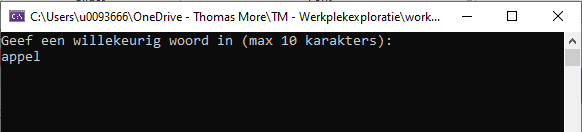 C:\Users\u0093666\OneDrive - Thomas More\TM - Werkplekexploratie\work...
Geef een willekeurig woord in (max 10 karakters):
appel